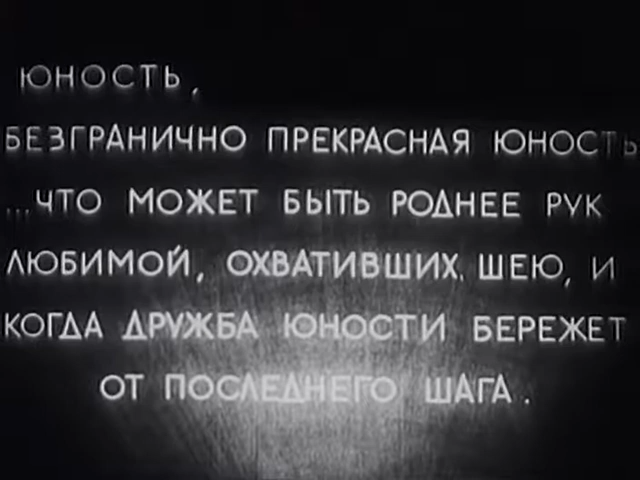 ЮНОСТЬ,
БЕЗГРАНИЧНО ПРЕКРАСНАЯ ЮНОСТЬ
...ЧТО МОЖЕТ БЫТЬ РОДНЕЕ РУК
ЛЮБИМОЙ, ОХВАТИВШИХ, ШЕЮ, И
КОГДА ДРУЖБА ЮНОСТИ БЕРЕЖЕТ
ОТ ПОСЛЕДНЕГО ШАГА.